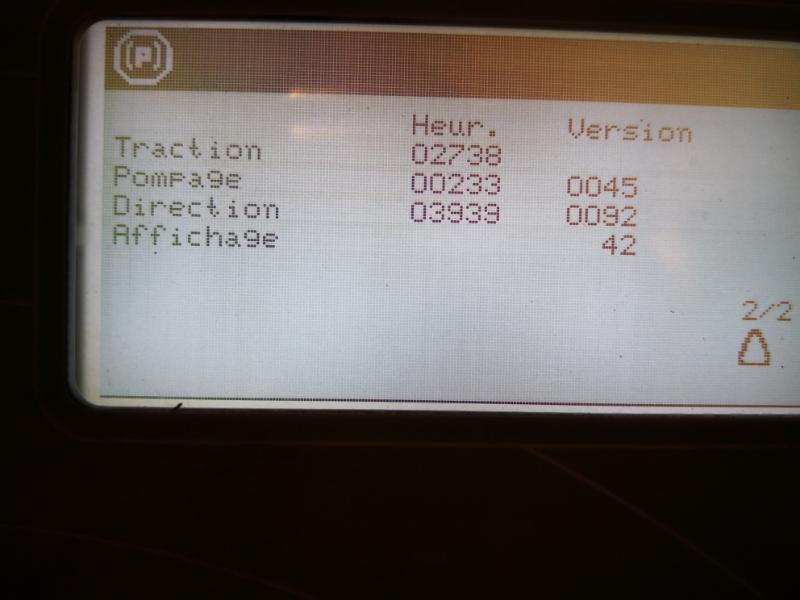 (P)
Heur. Version
Traction 02738
Pompage 00233 0045
Direction 03939 0092
Affichage 42
2/2